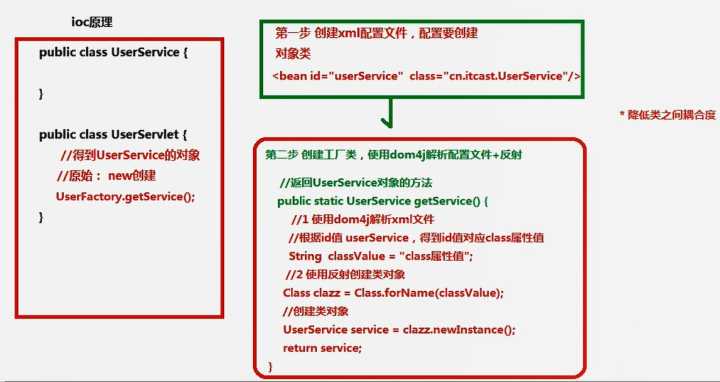 ioc原理
public class UserService {
}
public class UserServlet {
//得到UserService的对象
//原始： new创建
UserFactory.getService();
}
第一步 创建xml配置文件，配置要创建
对象类
<bean id="userService" class="cn.itcast.UserService"/>
* 降低类之间耦合度
第二步 创建工厂类，使用dom4j解析配置文件+反射
//返回UserService对象的方法
public static UserService getService() {
//1 使用dom4j解析xml文件
//根据id值 userService，得到id值对应class属性值
String classValue = "class属性值";
//2 使用反射创建类对象
Class clazz = Class.forName(classValue);
//创建类对象
UserService service = clazz.newInstance();
return service;
}